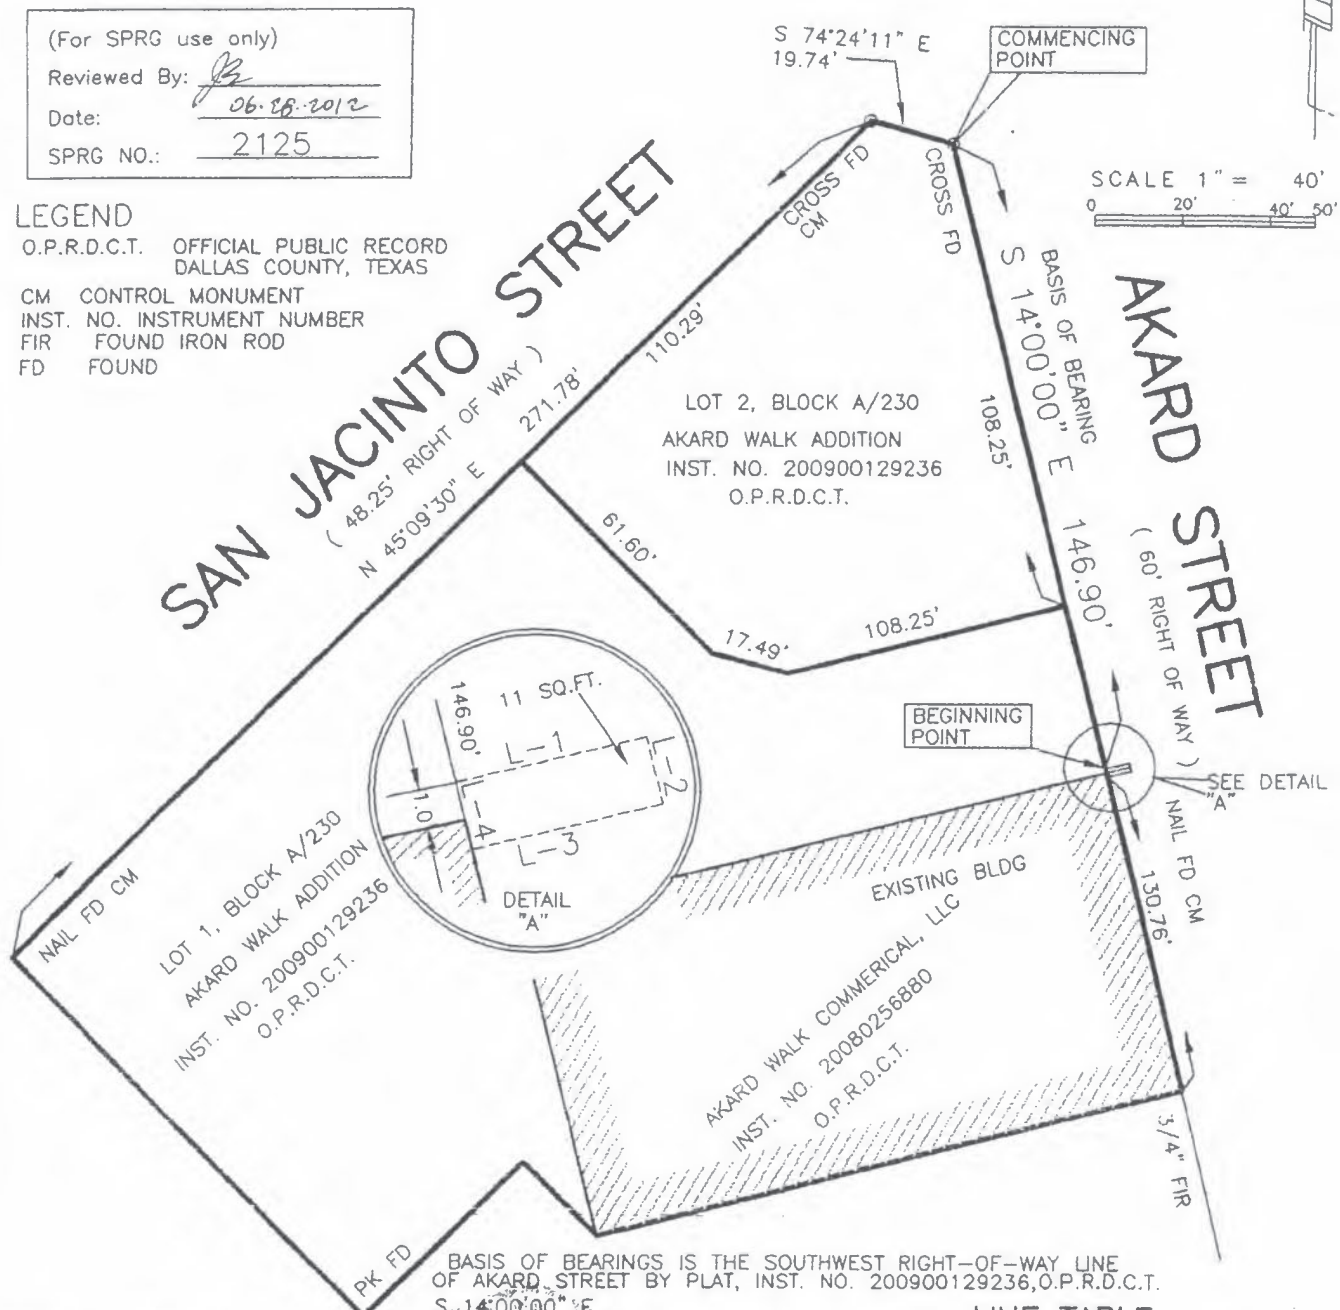 (For SPRG use only)
Reviewed By:
Date: 06.28.2012
SPRG NO.: 2125
LEGEND
O.P.R.D.C.T. OFFICIAL PUBLIC RECORD
DALLAS COUNTY, TEXAS
CM CONTROL MONUMENT
INST. NO. INSTRUMENT NUMBER
FIR FOUND IRON ROD
FD FOUND
S 74°24'11" E
19.74'
COMMENCING
POINT
SCALE 1" = 40'
0 20' 40' 50'
CROSS FD
CM
CROSS FD
SAN JACINTO STREET
( 48.25' RIGHT OF WAY )
N 45°09'30" E 271.78'
110.29'
BASIS OF BEARING
S 14°00'00" E 146.90'
108.25'
AKARD STREET
( 60' RIGHT OF WAY )
LOT 2, BLOCK A/230
AKARD WALK ADDITION
INST. NO. 200900129236
O.P.R.D.C.T.
61.60'
17.49'
108.25'
BEGINNING
POINT
SEE DETAIL
"A"
NAIL FD CM
130.76'
146.90'
11 SQ.FT.
L-1
L-2
L-3
L-4
1.0'
DETAIL
"A"
NAIL FD CM
LOT 1, BLOCK A/230
AKARD WALK ADDITION
INST. NO. 200900129236
O.P.R.D.C.T.
EXISTING BLDG
AKARD WALK COMMERICAL, LLC
INST. NO. 20080256880
O.P.R.D.C.T.
3/4" FIR
PK FD
BASIS OF BEARINGS IS THE SOUTHWEST RIGHT-OF-WAY LINE
OF AKARD STREET BY PLAT, INST. NO. 200900129236,O.P.R.D.C.T.
S 14°00'00" E
LINE TABLE